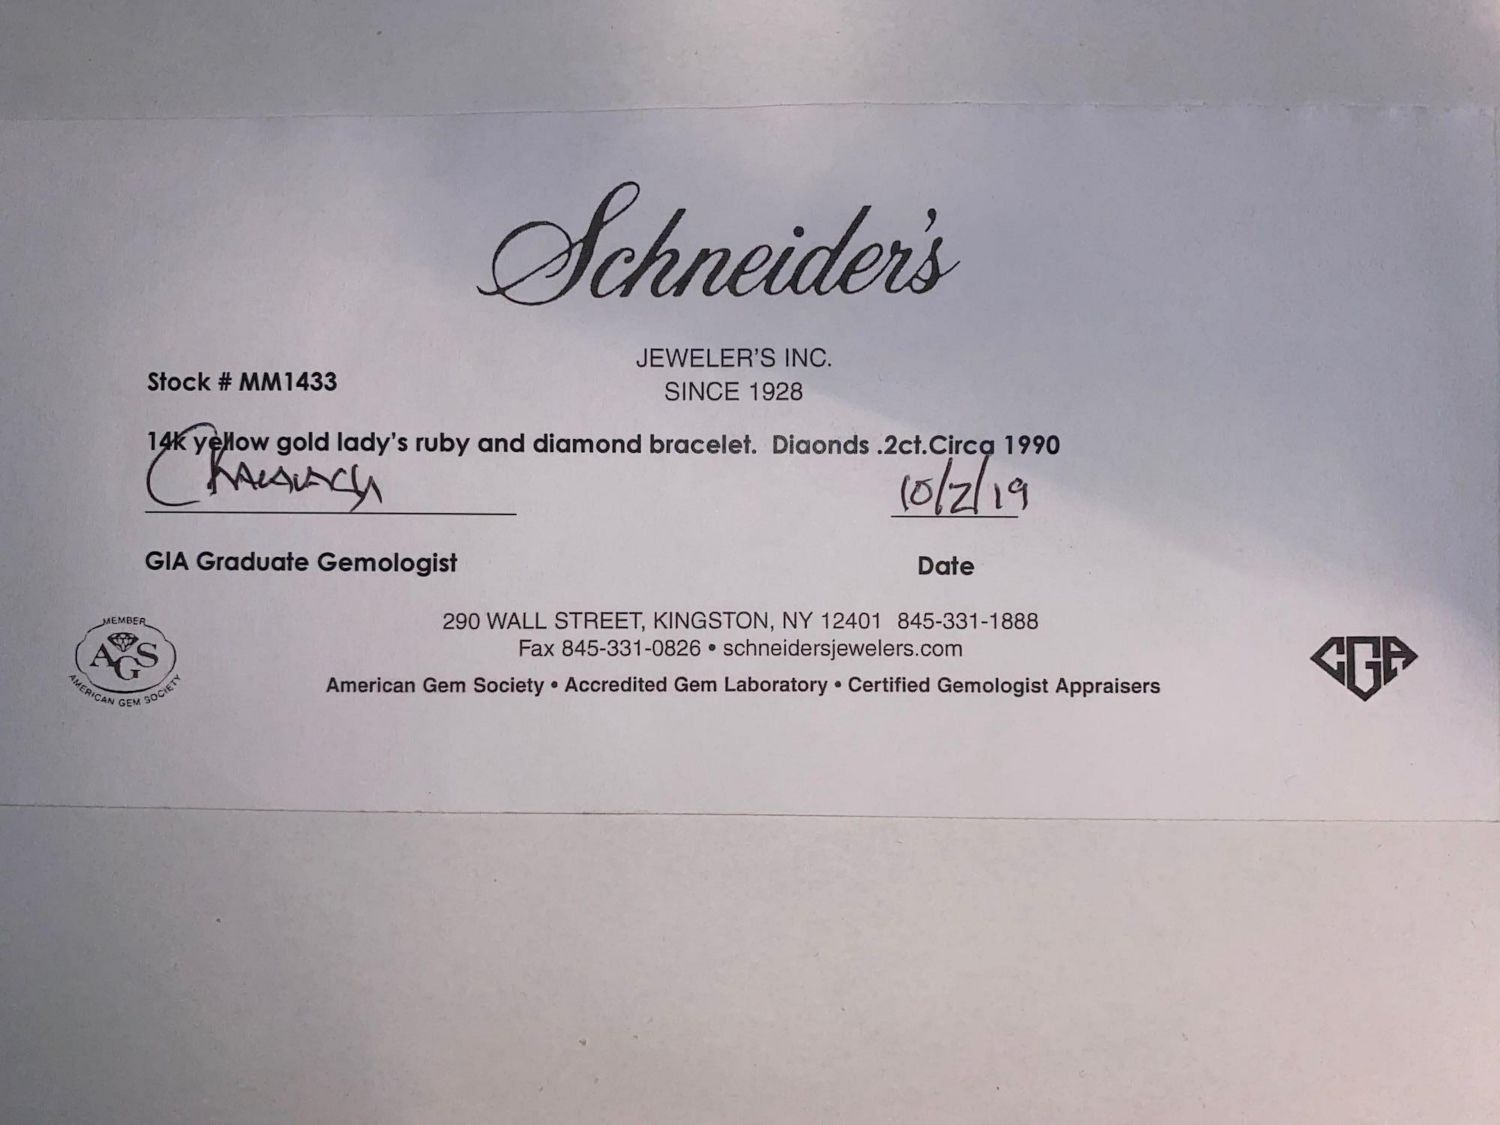 Schneider's
JEWELER'S INC.
SINCE 1928
Stock # MM1433
14K yellow gold lady's ruby and diamond bracelet. Diaonds .2ct.Circa 1990
10/2/19
GIA Graduate Gemologist
Date
290 WALL STREET, KINGSTON, NY 12401 845-331-1888
Fax 845-331-0826 • schneidersjewelers.com
American Gem Society • Accredited Gem Laboratory • Certified Gemologist Appraisers
MEMBER
AGS
AMERICAN GEM SOCIETY
CGA